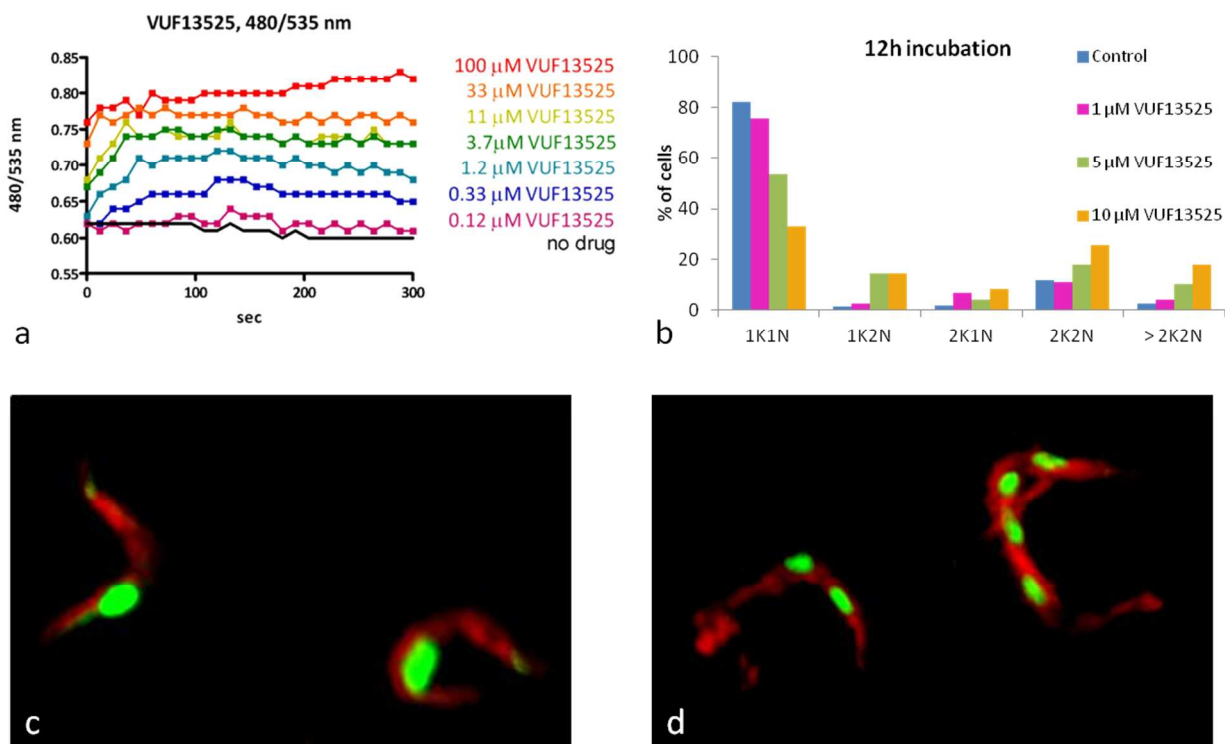 VUF13525, 480/535 nm
0.85
0.80
0.75
0.70
0.65
0.60
0.55
480/535 nm
0
100
200
300
sec
100 µM VUF13525
33 µM VUF13525
11 µM VUF13525
3.7µM VUF13525
1.2 µM VUF13525
0.33 µM VUF13525
0.12 µM VUF13525
no drug
a
12h incubation
100
80
60
40
20
0
% of cells
1K1N
1K2N
2K1N
2K2N
> 2K2N
Control
1 µM VUF13525
5 µM VUF13525
10 µM VUF13525
b
c
d